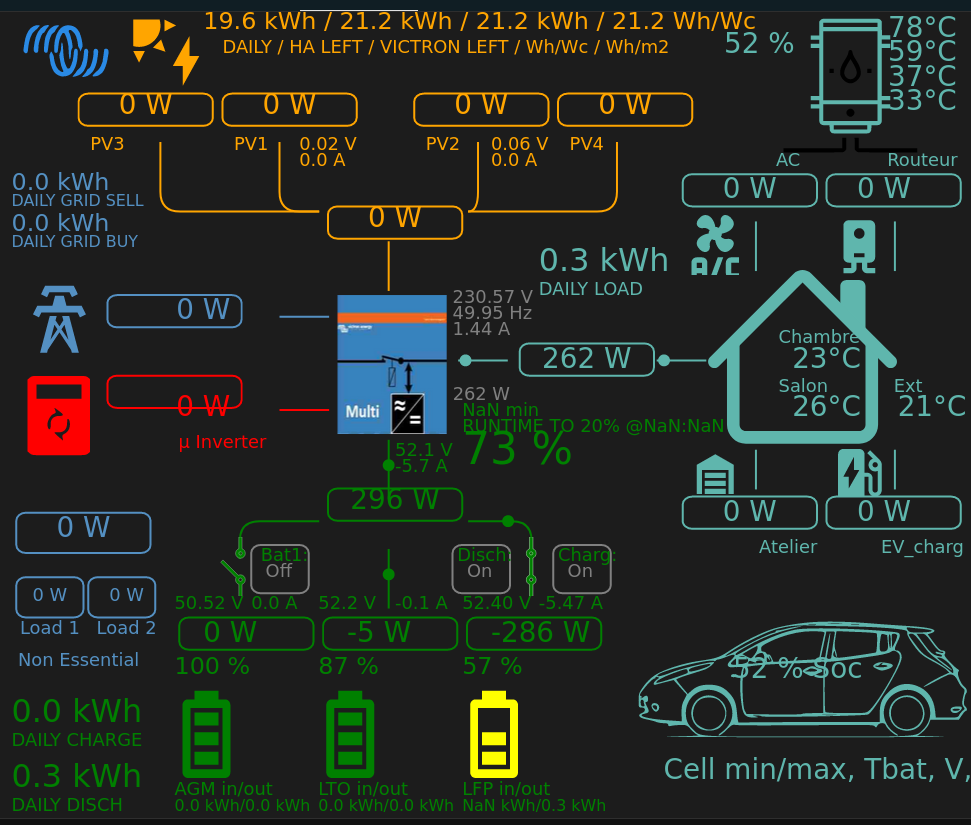 19.6 kWh / 21.2 kWh / 21.2 kWh / 21.2 Wh/Wc
DAILY / HA LEFT / VICTRON LEFT / Wh/Wc / Wh/m2
52 %
78°C
59°C
37°C
33°C
0 W
0 W
0 W
0 W
PV3
PV1
0.02 V
0.0 A
PV2
0.06 V
0.0 A
PV4
AC
Routeur
0 W
0 W
A/C
0.0 kWh
DAILY GRID SELL
0.0 kWh
DAILY GRID BUY
0 W
0.3 kWh
DAILY LOAD
0 W
230.57 V
49.95 Hz
1.44 A
262 W
Chambre
23°C
Salon
26°C
Ext
21°C
0 W
µ Inverter
Multi
262 W
NaN min
RUNTIME TO 20% @NaN:NaN
73 %
52.1 V
-5.7 A
296 W
0 W
0 W
Atelier
EV_charg
0 W
0 W
0 W
Load 1
Load 2
Non Essential
Bat1:
Off
Disch:
On
Charg:
On
50.52 V
0.0 A
52.2 V
-0.1 A
52.40 V
-5.47 A
0 W
-5 W
-286 W
100 %
87 %
57 %
52 % Soc
0.0 kWh
DAILY CHARGE
0.3 kWh
DAILY DISCH
AGM in/out
0.0 kWh/0.0 kWh
LTO in/out
0.0 kWh/0.0 kWh
LFP in/out
NaN kWh/0.3 kWh
Cell min/max, Tbat, V,